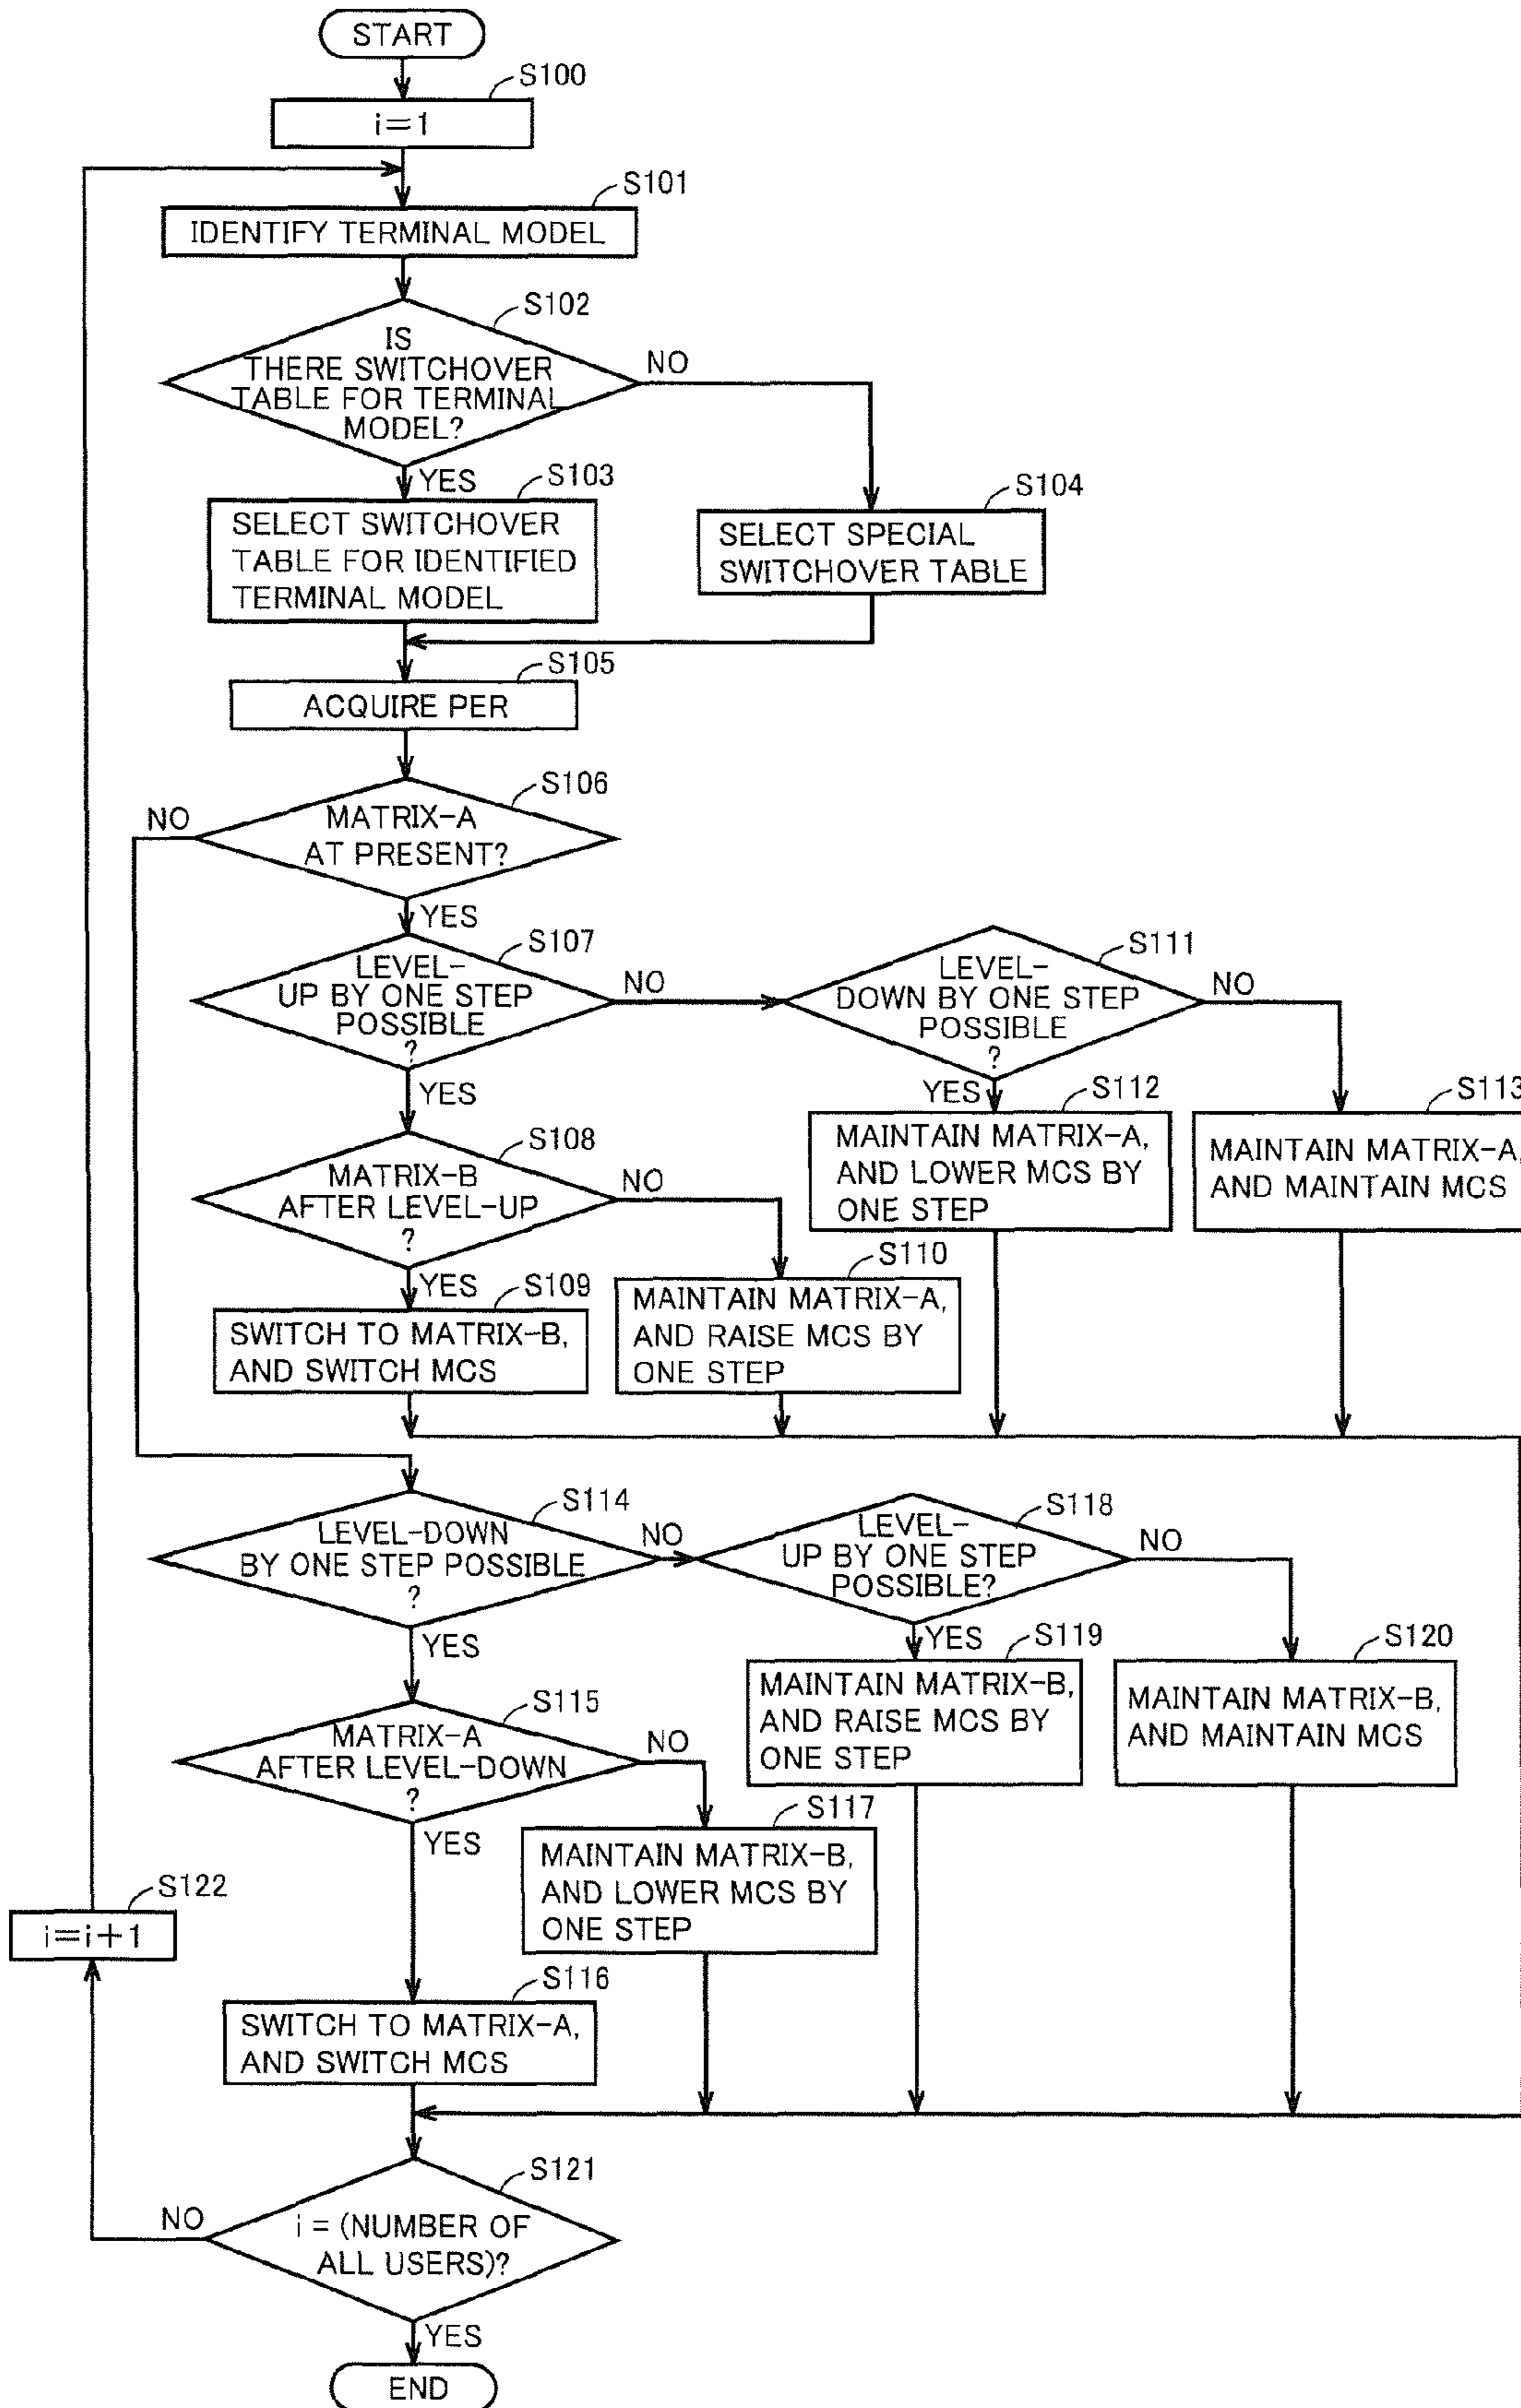 START
S100
i=1
S101
IDENTIFY TERMINAL MODEL
S102
IS
THERE SWITCHOVER
TABLE FOR TERMINAL
MODEL?
NO
YES
S103
SELECT SWITCHOVER
TABLE FOR IDENTIFIED
TERMINAL MODEL
S104
SELECT SPECIAL
SWITCHOVER TABLE
S105
ACQUIRE PER
S106
MATRIX-A
AT PRESENT?
NO
YES
S107
LEVEL-
UP BY ONE STEP
POSSIBLE
?
NO
YES
S111
LEVEL-
DOWN BY ONE STEP
POSSIBLE
?
NO
YES
S112
MAINTAIN MATRIX-A,
AND LOWER MCS BY
ONE STEP
S113
MAINTAIN MATRIX-A,
AND MAINTAIN MCS
S108
MATRIX-B
AFTER LEVEL-UP
?
NO
YES
S109
SWITCH TO MATRIX-B,
AND SWITCH MCS
S110
MAINTAIN MATRIX-A,
AND RAISE MCS BY
ONE STEP
S114
LEVEL-DOWN
BY ONE STEP POSSIBLE
?
NO
YES
S118
LEVEL-
UP BY ONE STEP
POSSIBLE?
NO
YES
S119
MAINTAIN MATRIX-B,
AND RAISE MCS BY
ONE STEP
S120
MAINTAIN MATRIX-B,
AND MAINTAIN MCS
S115
MATRIX-A
AFTER LEVEL-DOWN
?
NO
YES
S117
MAINTAIN MATRIX-B,
AND LOWER MCS BY
ONE STEP
S122
i=i+1
S116
SWITCH TO MATRIX-A,
AND SWITCH MCS
S121
i = (NUMBER OF
ALL USERS)?
NO
YES
END